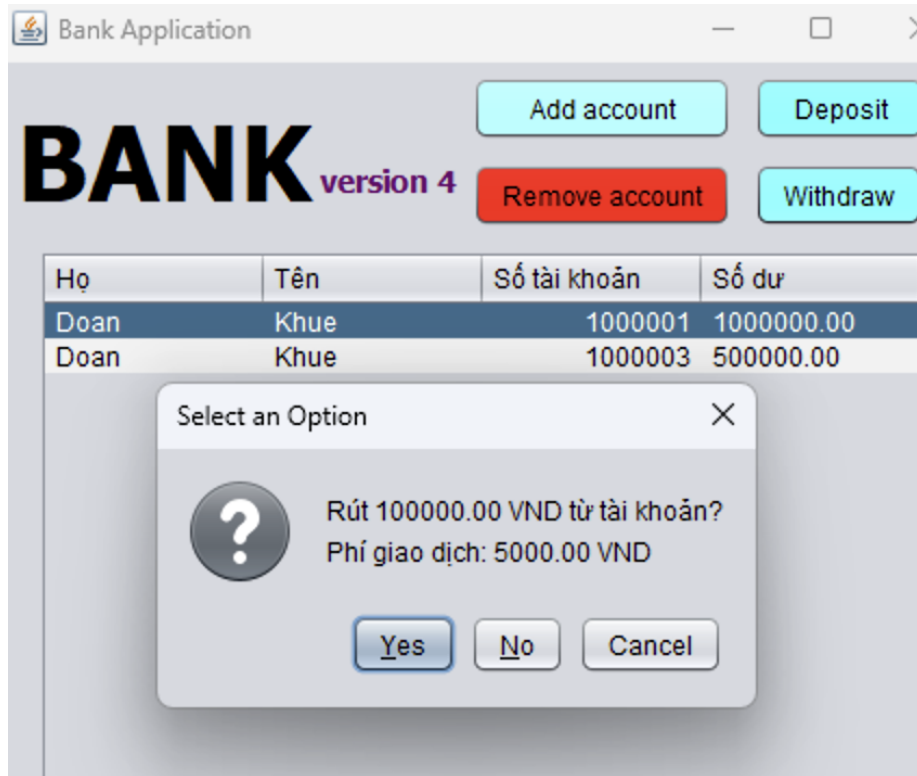 Bank Application
Add account
Deposit
BANK version 4
Remove account
Withdraw
Họ Tên Số tài khoản Số dư
Doan Khue 1000001 1000000.00
Doan Khue 1000003 500000.00
Select an Option
Rút 100000.00 VND từ tài khoản?
Phí giao dịch: 5000.00 VND
Yes No Cancel